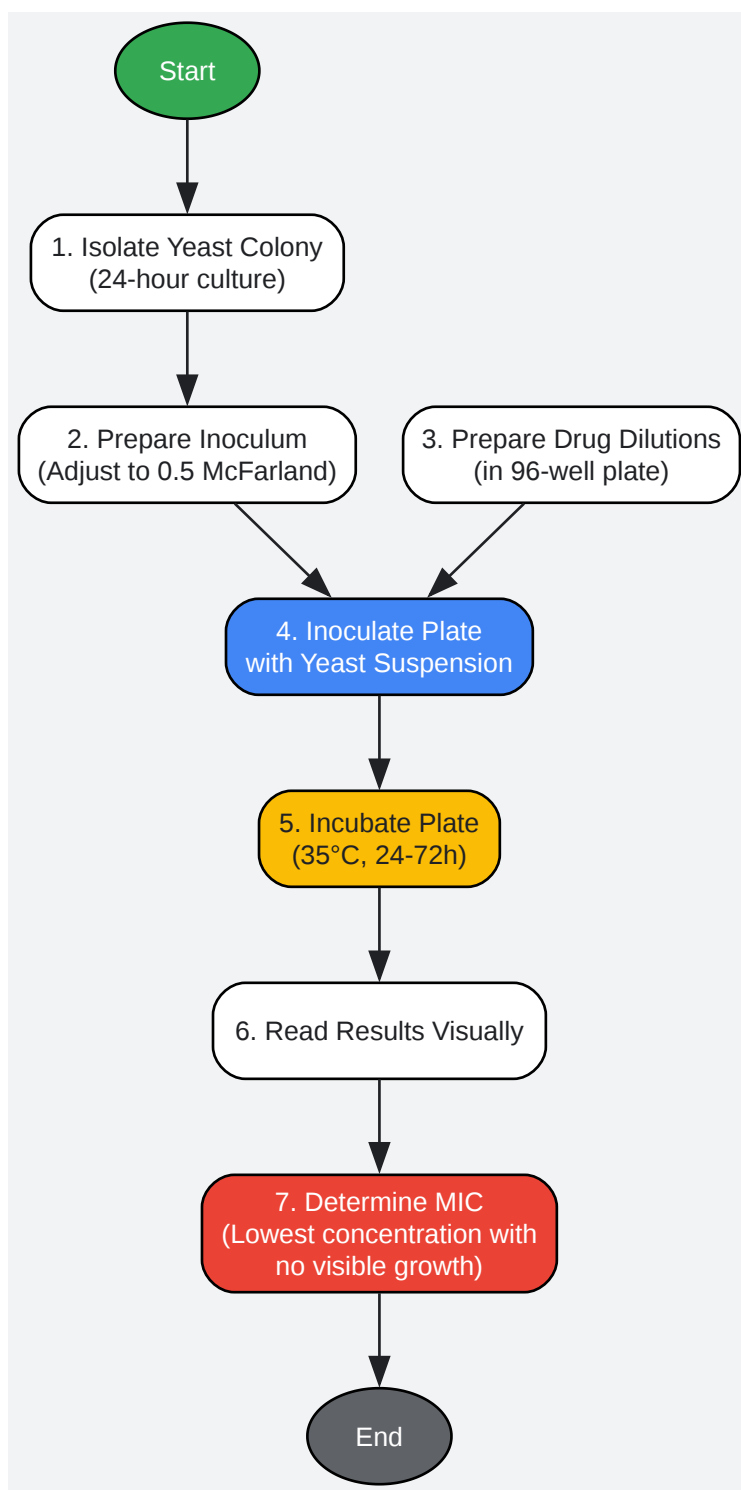 Start
1. Isolate Yeast Colony
(24-hour culture)
2. Prepare Inoculum
(Adjust to 0.5 McFarland)
3. Prepare Drug Dilutions
(in 96-well plate)
4. Inoculate Plate
with Yeast Suspension
5. Incubate Plate
(35°C, 24-72h)
6. Read Results Visually
7. Determine MIC
(Lowest concentration with
no visible growth)
End